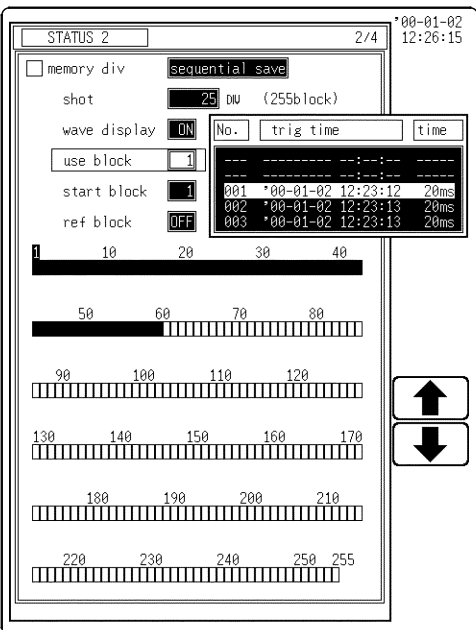 '00-01-02
STATUS 2 2/4 12:26:15
memory div sequential save
shot 25 DIV (255block)
wave display ON
No. trig time time
use block 1
--- -------- --:--:-- -----
--- -------- --:--:-- -----
start block 1
001 '00-01-02 12:23:12 20ms
002 '00-01-02 12:23:13 20ms
003 '00-01-02 12:23:13 20ms
ref block OFF
1 10 20 30 40
50 60 70 80
90 100 110 120
130 140 150 160 170
180 190 200 210
220 230 240 250 255